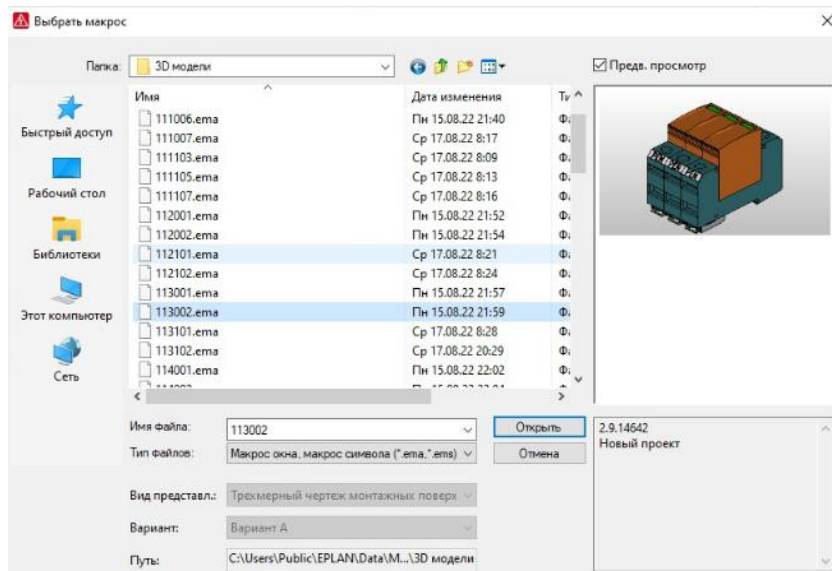 Выбрать макрос
Папка: 3D модели
Предв. просмотр
Имя Дата изменения
111006.ema Пн 15.08.22 21:40
111007.ema Ср 17.08.22 8:17
111103.ema Ср 17.08.22 8:09
111105.ema Ср 17.08.22 8:13
111107.ema Ср 17.08.22 8:16
112001.ema Пн 15.08.22 21:52
112002.ema Пн 15.08.22 21:54
112101.ema Ср 17.08.22 8:21
112102.ema Ср 17.08.22 8:24
113001.ema Пн 15.08.22 21:57
113002.ema Пн 15.08.22 21:59
113101.ema Ср 17.08.22 8:28
113102.ema Ср 17.08.22 20:29
114001.ema Пн 15.08.22 22:02
Быстрый доступ
Рабочий стол
Библиотеки
Этот компьютер
Сеть
Имя файла: 113002 Открыть
Тип файлов: Макрос окна, макрос символа (*.ema,*.ems) Отмена
Вид представл.: Трехмерный чертеж монтажных поверх
Вариант: Вариант A
Путь: C:\Users\Public\EPLAN\Data\M...\3D модели
2.9.14642
Новый проект